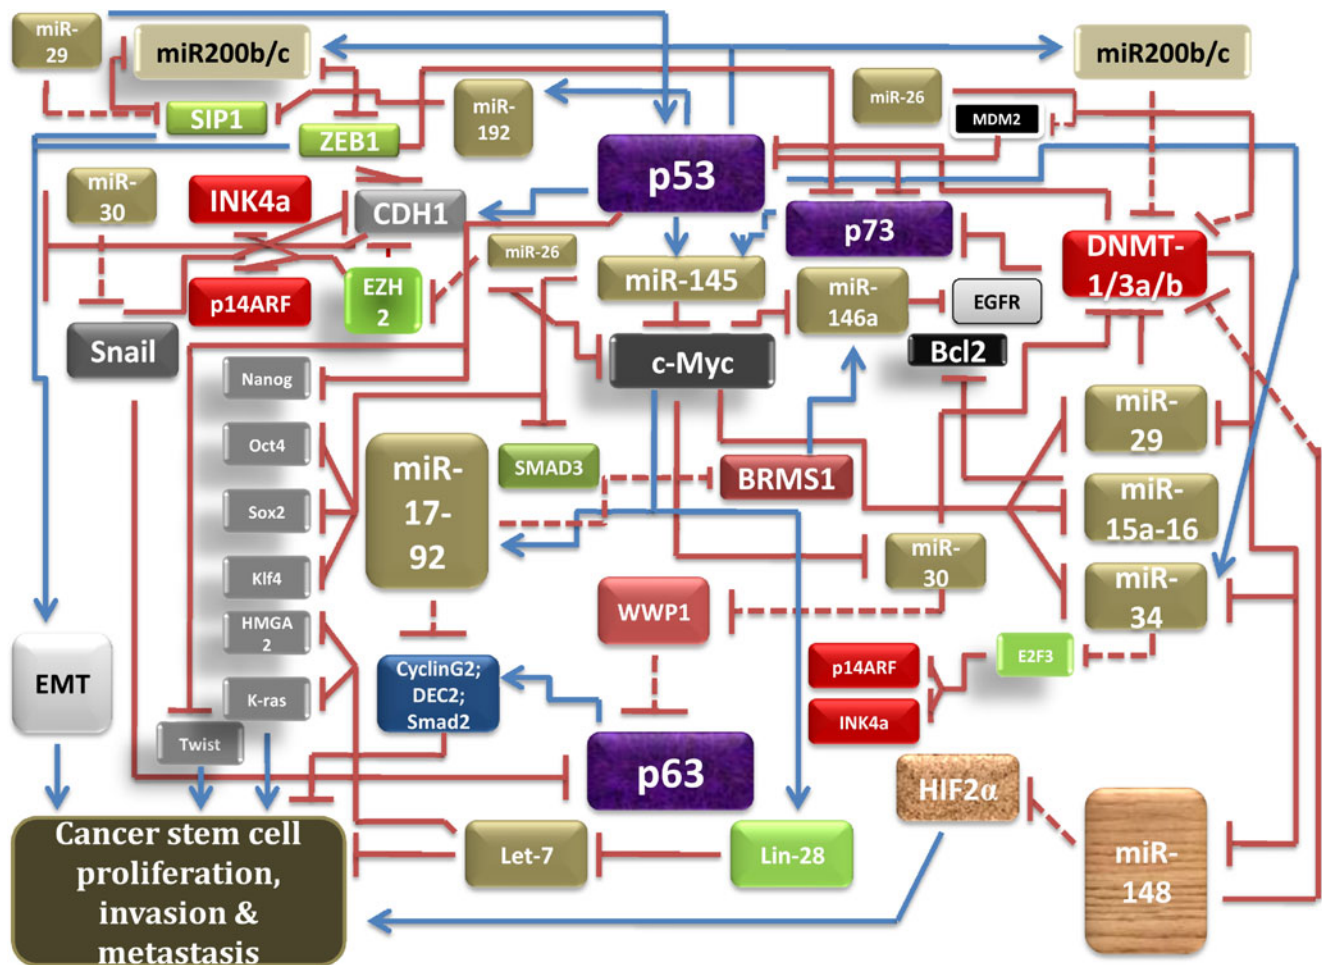 miR-
29
miR200b/c
miR200b/c
miR-
192
miR-26
MDM2
SIP1
ZEB1
p53
miR-
30
INK4a
CDH1
p73
miR-26
DNMT-
1/3a/b
p14ARF
EZH
2
miR-145
miR-
146a
EGFR
Snail
c-Myc
Bcl2
Nanog
miR-
29
Oct4
miR-
17-
92
SMAD3
BRMS1
miR-
15a-16
Sox2
Klf4
miR-
30
miR-
34
HMGA
2
WWP1
p14ARF
E2F3
EMT
K-ras
CyclinG2;
DEC2;
Smad2
INK4a
Twist
p63
HIF2α
Cancer stem cell
proliferation,
invasion &
metastasis
Let-7
Lin-28
miR-
148